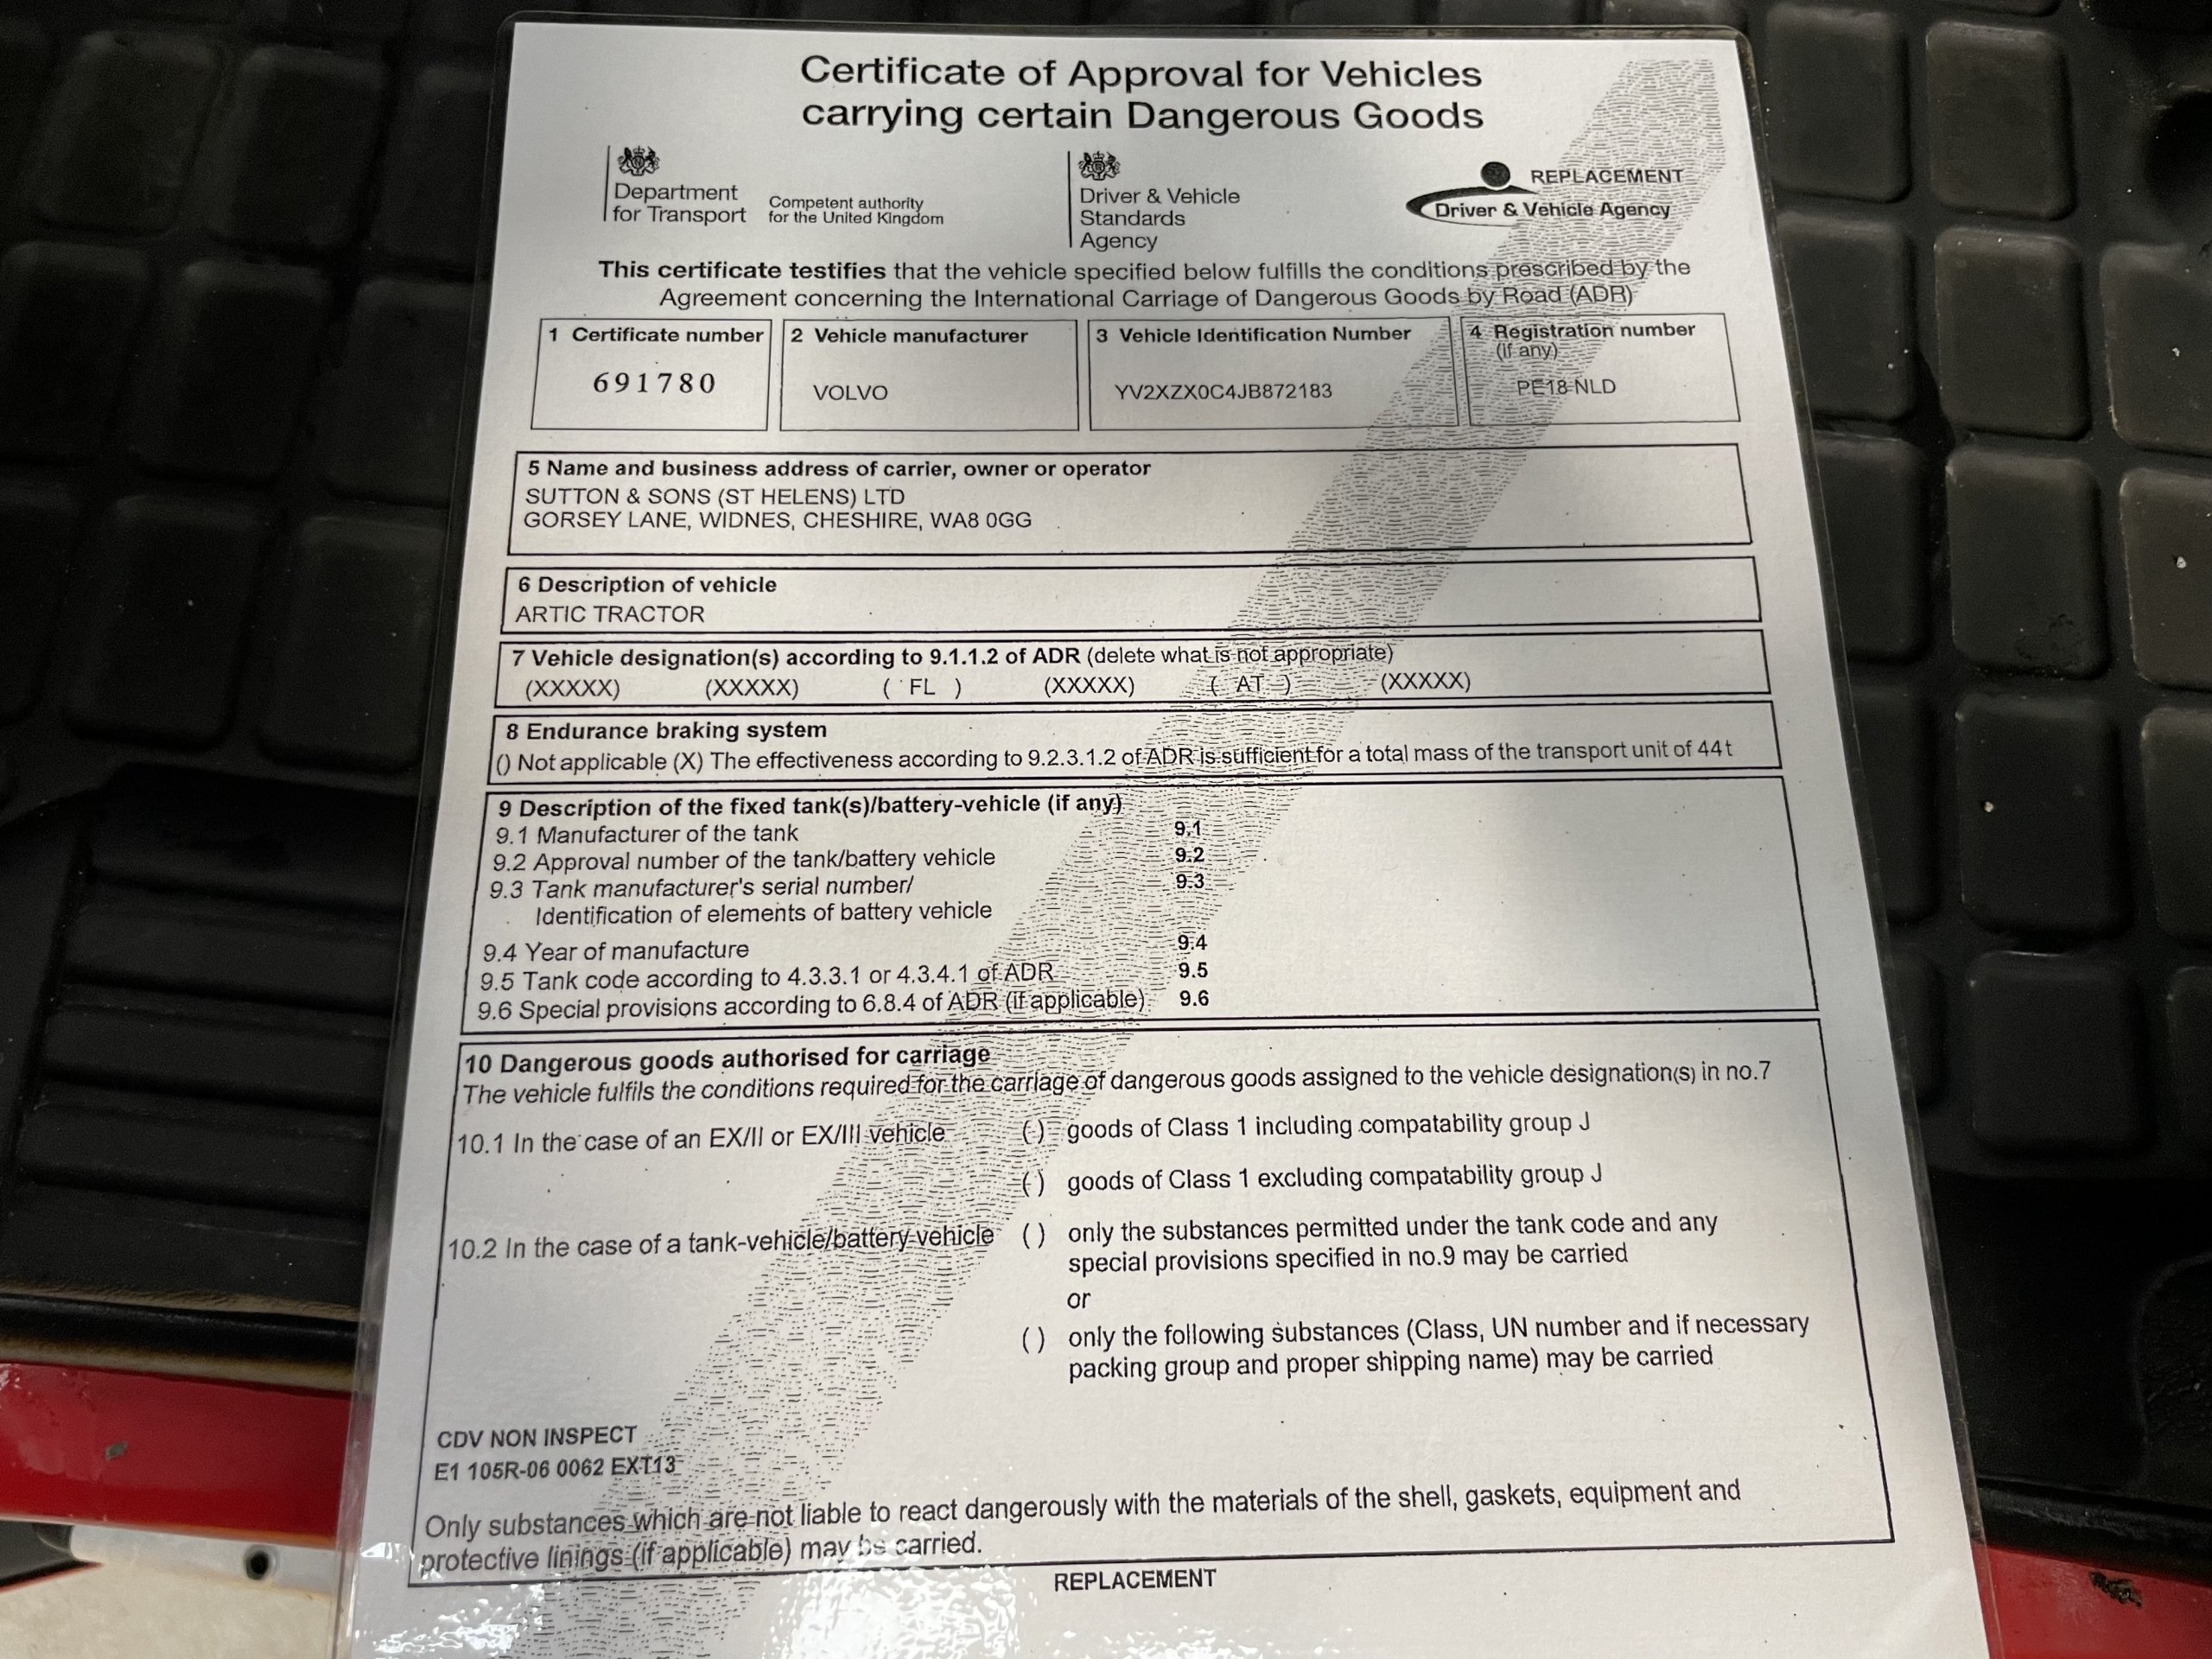 Certificate of Approval for Vehicles
carrying certain Dangerous Goods
Department
for Transport
Competent authority
for the United Kingdom
Driver & Vehicle
Standards
Agency
REPLACEMENT
Driver & Vehicle Agency
This certificate testifies that the vehicle specified below fulfills the conditions prescribed by the
Agreement concerning the International Carriage of Dangerous Goods by Road (ADR)
1 Certificate number
691780
2 Vehicle manufacturer
VOLVO
3 Vehicle Identification Number
YV2XZX0C4JB872183
4 Registration number
(if any)
PE18 NLD
5 Name and business address of carrier, owner or operator
SUTTON & SONS (ST HELENS) LTD
GORSEY LANE, WIDNES, CHESHIRE, WA8 0GG
6 Description of vehicle
ARTIC TRACTOR
7 Vehicle designation(s) according to 9.1.1.2 of ADR (delete what is not appropriate)
(XXXXX) (XXXXX) ( FL ) (XXXXX) ( AT ) (XXXXX)
8 Endurance braking system
() Not applicable (X) The effectiveness according to 9.2.3.1.2 of ADR is sufficient for a total mass of the transport unit of 44t
9 Description of the fixed tank(s)/battery-vehicle (if any)
9.1 Manufacturer of the tank 9.1
9.2 Approval number of the tank/battery vehicle 9.2
9.3 Tank manufacturer's serial number/ 9.3
Identification of elements of battery vehicle
9.4 Year of manufacture 9.4
9.5 Tank code according to 4.3.3.1 or 4.3.4.1 of ADR 9.5
9.6 Special provisions according to 6.8.4 of ADR (if applicable) 9.6
10 Dangerous goods authorised for carriage
The vehicle fulfils the conditions required for the carriage of dangerous goods assigned to the vehicle designation(s) in no.7
10.1 In the case of an EX/II or EX/III vehicle ( ) goods of Class 1 including compatability group J
( ) goods of Class 1 excluding compatability group J
10.2 In the case of a tank-vehicle/battery-vehicle ( ) only the substances permitted under the tank code and any
special provisions specified in no.9 may be carried
or
( ) only the following substances (Class, UN number and if necessary
packing group and proper shipping name) may be carried
CDV NON INSPECT
E1 105R-06 0062 EXT13
Only substances which are not liable to react dangerously with the materials of the shell, gaskets, equipment and
protective linings (if applicable) may be carried.
REPLACEMENT